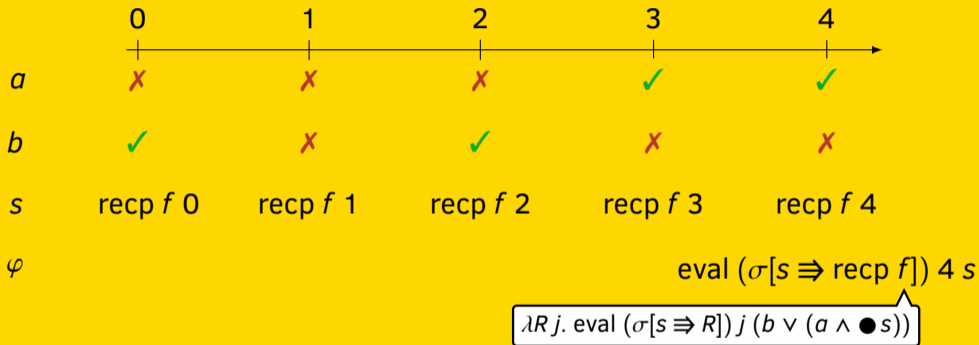 0 1 2 3 4
a ✗ ✗ ✗ ✓ ✓
b ✓ ✗ ✓ ✗ ✗
s recp f 0 recp f 1 recp f 2 recp f 3 recp f 4
φ eval (σ[s ⇛ recp f]) 4 s
λR j. eval (σ[s ⇛ R]) j (b ∨ (a ∧ ● s))